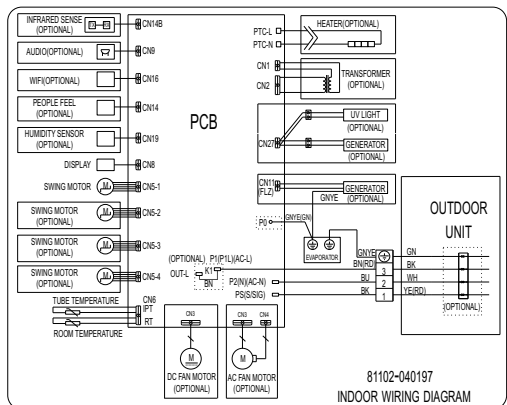 INFRARED SENSE
(OPTIONAL)
CN14B
AUDIO(OPTIONAL)
CN9
WIFI(OPTIONAL)
CN16
PEOPLE FEEL
(OPTIONAL)
CN14
HUMIDITY SENSOR
(OPTIONAL)
CN19
DISPLAY
CN8
SWING MOTOR
M
CN5-1
SWING MOTOR
(OPTIONAL)
M
CN5-2
SWING MOTOR
(OPTIONAL)
M
CN5-3
SWING MOTOR
(OPTIONAL)
M
CN5-4
TUBE TEMPERATURE
CN6
IPT
RT
ROOM TEMPERATURE
PCB
PTC-L
PTC-N
HEATER(OPTIONAL)
CN1
CN2
TRANSFORMER
(OPTIONAL)
CN27
UV LIGHT
(OPTIONAL)
GENERATOR
(OPTIONAL)
CN11
(FLZ)
GENERATOR
(OPTIONAL)
GNYE
P0
GNYE(GN)
EVAPORATOR
(OPTIONAL) P1(P1L)(AC-L)
OUT-L
K1
BN
P2(N)(AC-N)
PS(S/SIG)
GNYE
BN(RD)
BU
BK
3
2
1
GN
BK
WH
YE(RD)
OUTDOOR
UNIT
(OPTIONAL)
CN3
M
DC FAN MOTOR
(OPTIONAL)
CN3
CN4
M
AC FAN MOTOR
(OPTIONAL)
81102-040197
INDOOR WIRING DIAGRAM